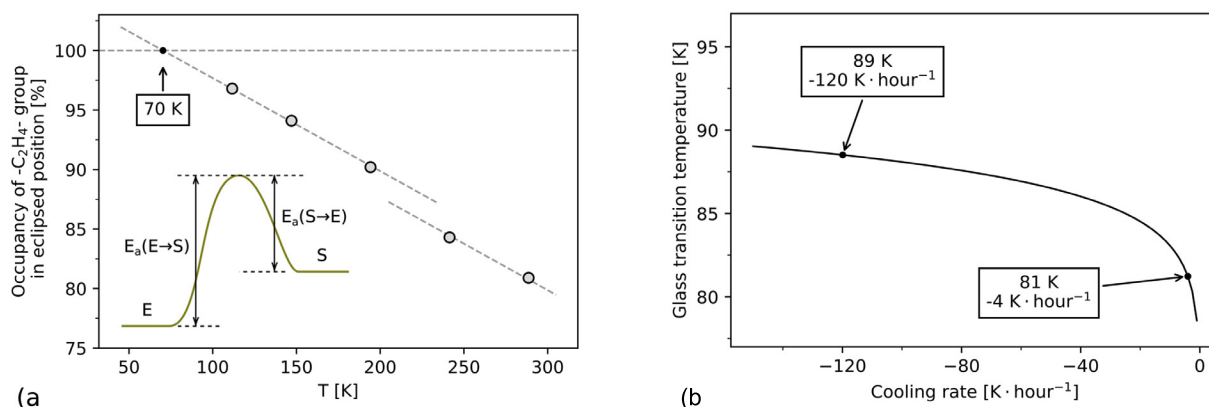 Occupancy of -C₂H₄- group
in eclipsed position [%]
100
95
90
85
80
75
70 K
Eₐ(E→S)
Eₐ(S→E)
E
S
50
100
150
200
250
300
T [K]
(a
Glass transition temperature [K]
95
90
85
80
89 K
-120 K · hour⁻¹
81 K
-4 K · hour⁻¹
−120
−80
−40
0
Cooling rate [K · hour⁻¹]
(b